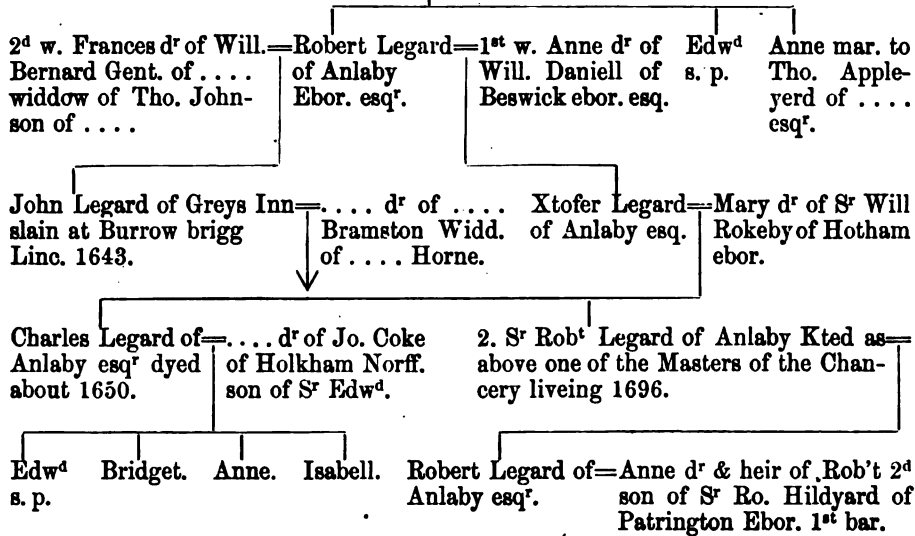 2ᵈ w. Frances dʳ of Will.=Robert Legard=1ˢᵗ w. Anne dʳ of Edwᵈ Anne mar. to
Bernard Gent. of .... of Anlaby Will. Daniell of s. p. Tho. Apple-
widdow of Tho. John- Ebor. esqʳ. Beswick ebor. esq. yerd of ....
son of .... esqʳ.
John Legard of Greys Inn=.... dʳ of .... Xtofer Legard=Mary dʳ of Sʳ Will
slain at Burrow brigg Bramston Widd. of Anlaby esq. Rokeby of Hotham
Linc. 1643. of .... Horne. ebor.
Charles Legard of=.... dʳ of Jo. Coke 2. Sʳ Robᵗ Legard of Anlaby Kted as=
Anlaby esqʳ dyed of Holkham Norff. above one of the Masters of the Chan-
about 1650. son of Sʳ Edwᵈ. cery liveing 1696.
Edwᵈ Bridget. Anne. Isabell. Robert Legard of=Anne dʳ & heir of Rob't 2ᵈ
s. p. Anlaby esqʳ. son of Sʳ Ro. Hildyard of
Patrington Ebor. 1ˢᵗ bar.